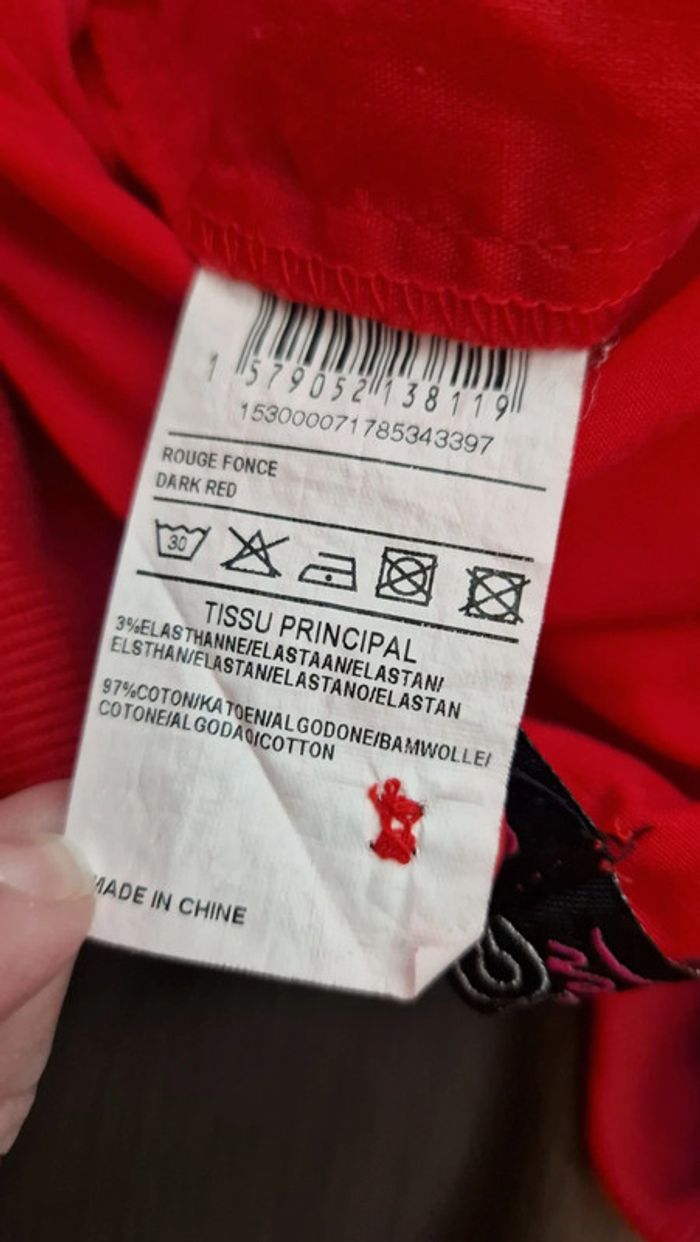 1 579052 138119
153000071785343397
ROUGE FONCE
DARK RED
30
TISSU PRINCIPAL
3%ELASTHANNE/ELASTAAN/ELASTAN/
ELSTHAN/ELASTAN/ELASTANO/ELASTAN
97%COTON/KATOEN/ALGODONE/BAMWOLLE/
COTONE/ALGODAO/COTTON
MADE IN CHINE